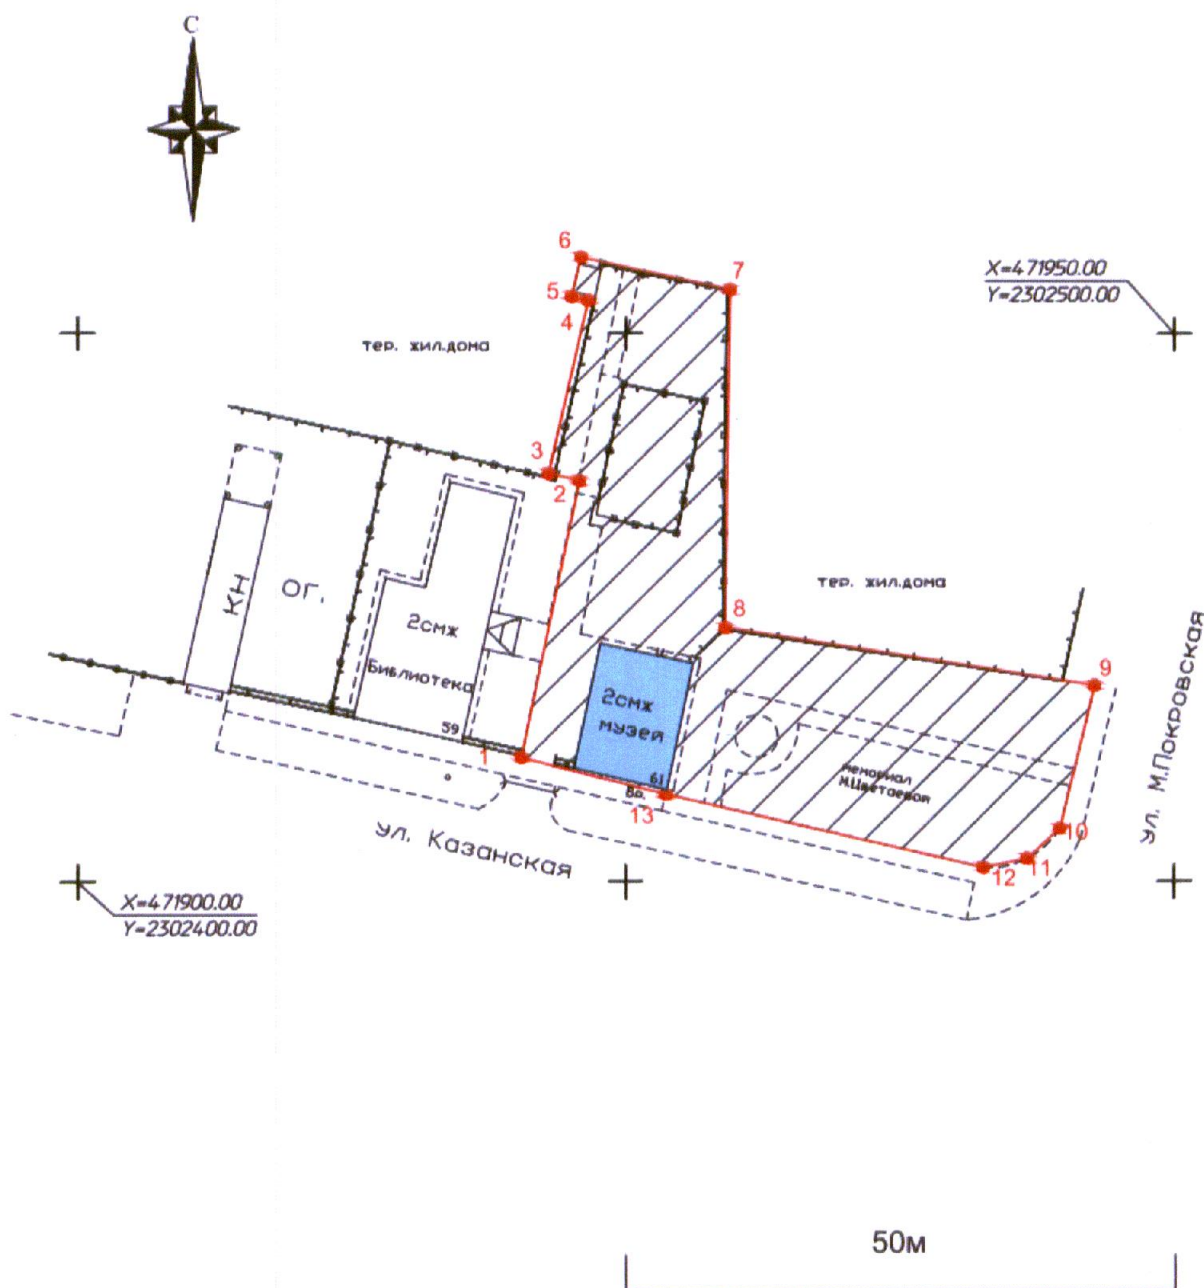 С
6
7
X=471950.00
Y=2302500.00
5
4
тер. жил.дома
3
2
тер. жил.дома
8
КН
ОГ.
2смж
Библиотека
9
ул. М.Покровская
2смж
музей
59
1
61
мемориал
М.Цветаевой
13
10
11
12
ул. Казанская
X=471900.00
Y=2302400.00
50м